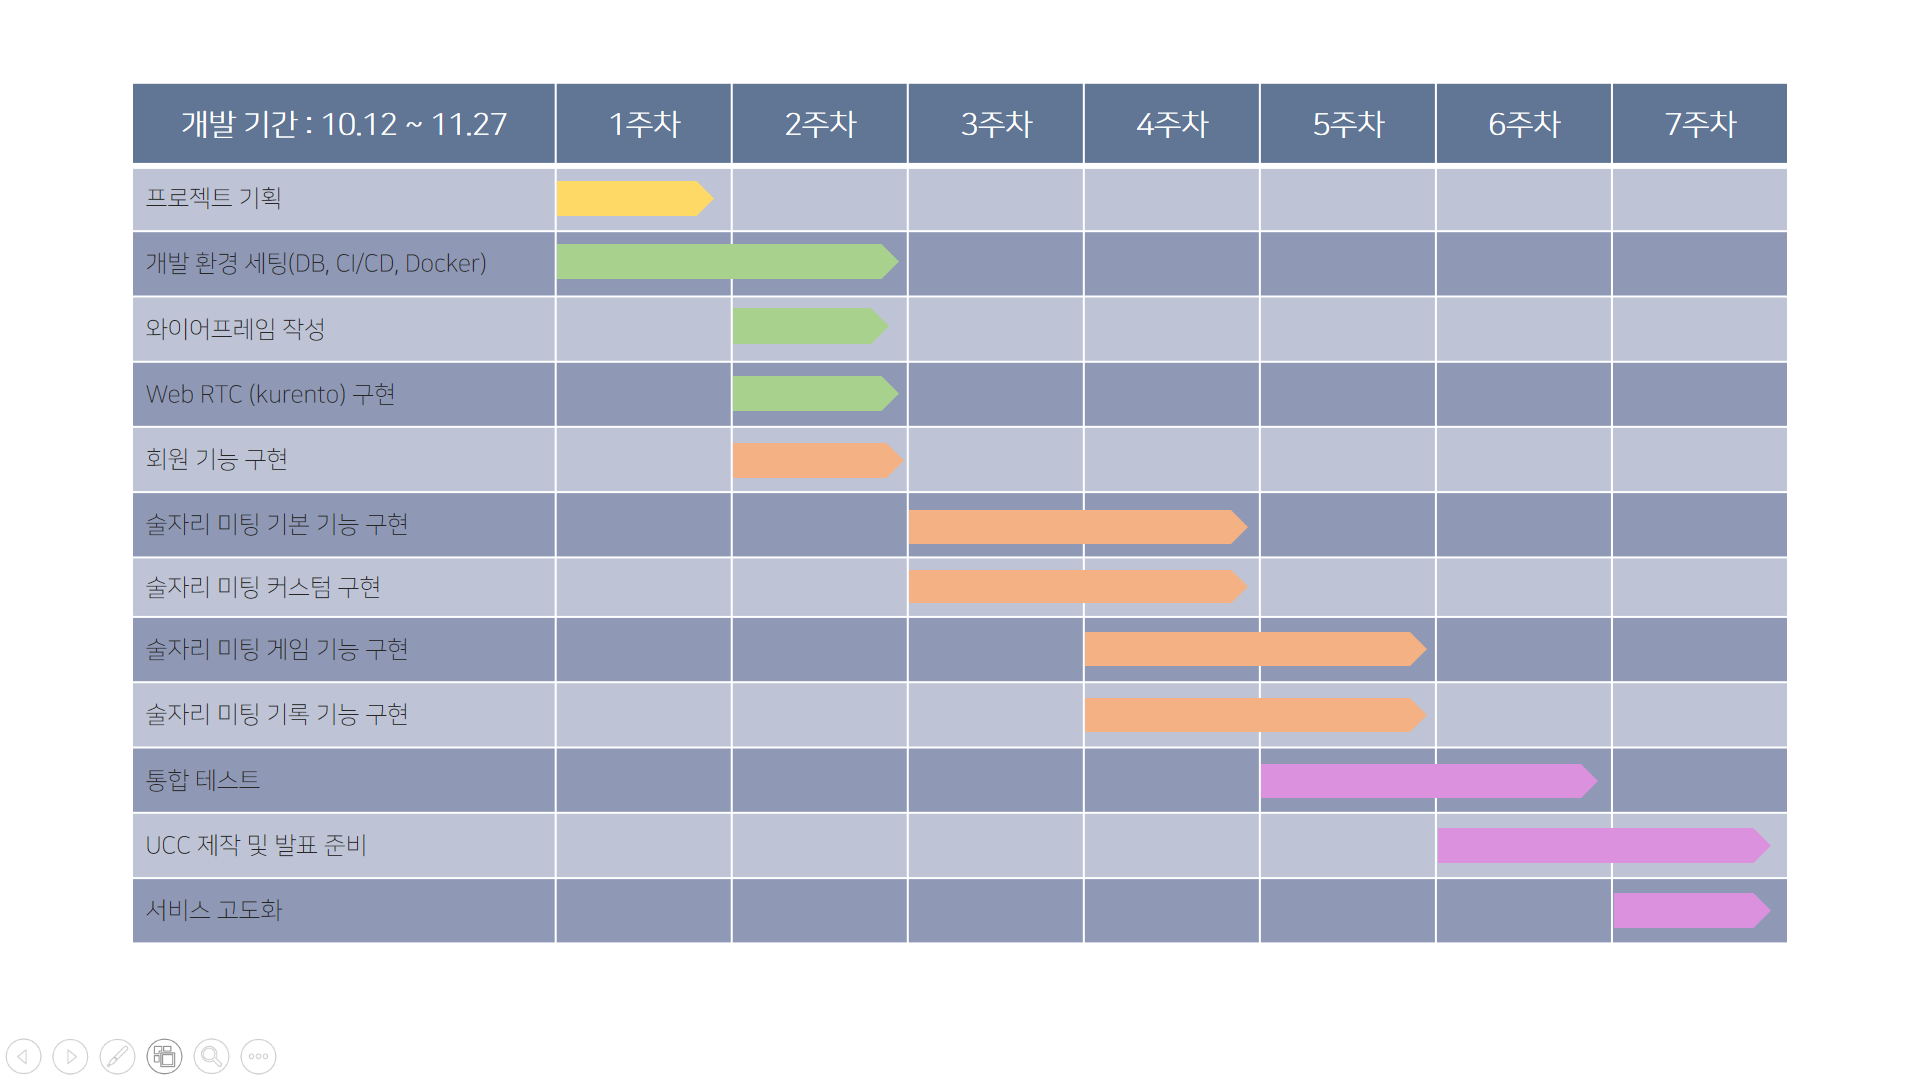 개발 기간 : 10.12 ~ 11.27 1주차 2주차 3주차 4주차 5주차 6주차 7주차
프로젝트 기획
개발 환경 세팅(DB, CI/CD, Docker)
와이어프레임 작성
Web RTC (kurento) 구현
회원 기능 구현
술자리 미팅 기본 기능 구현
술자리 미팅 커스텀 구현
술자리 미팅 게임 기능 구현
술자리 미팅 기록 기능 구현
통합 테스트
UCC 제작 및 발표 준비
서비스 고도화